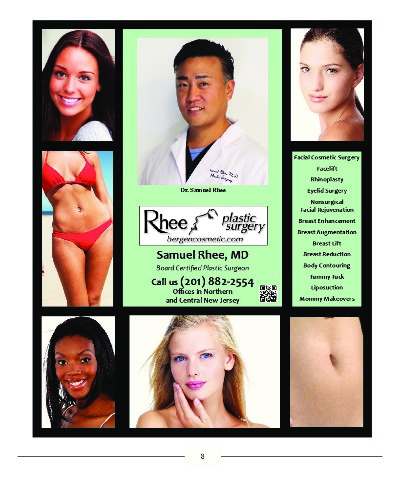 Dr. Samuel Rhee
Rhee plastic
surgery
bergencosmetic.com
Samuel Rhee, MD
Board Certified Plastic Surgeon
Call us (201) 882-2554
Offices in Northern
and Central New Jersey
Facial Cosmetic Surgery
Facelift
Rhinoplasty
Eyelid Surgery
Nonsurgical
Facial Rejuvenation
Breast Enhancement
Breast Augmentation
Breast Lift
Breast Reduction
Body Contouring
Tummy Tuck
Liposuction
Mommy Makeovers
8